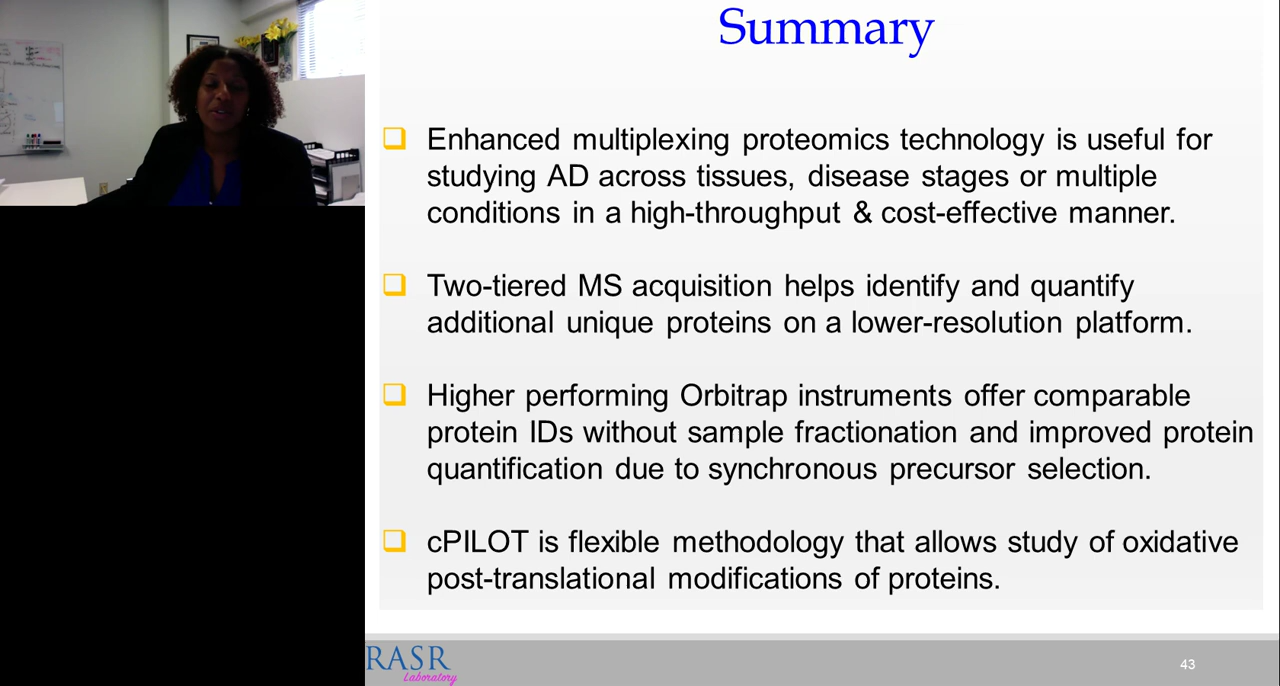 Summary
Enhanced multiplexing proteomics technology is useful for
studying AD across tissues, disease stages or multiple
conditions in a high-throughput & cost-effective manner.
Two-tiered MS acquisition helps identify and quantify
additional unique proteins on a lower-resolution platform.
Higher performing Orbitrap instruments offer comparable
protein IDs without sample fractionation and improved protein
quantification due to synchronous precursor selection.
cPILOT is flexible methodology that allows study of oxidative
post-translational modifications of proteins.
RASR
Laboratory
43